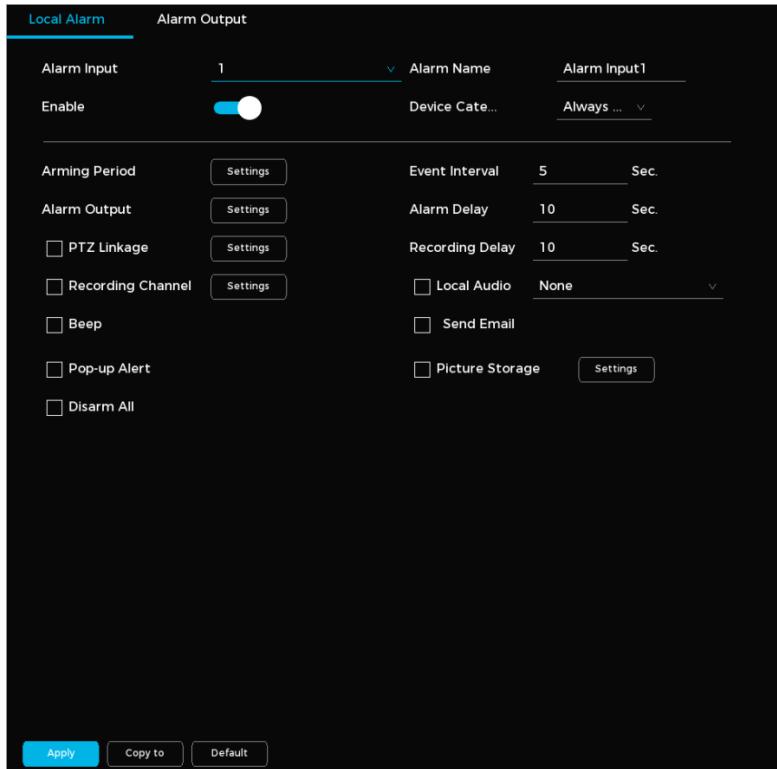 Local Alarm Alarm Output
Alarm Input 1 Alarm Name Alarm Input1
Enable Device Cate... Always ...
Arming Period Settings Event Interval 5 Sec.
Alarm Output Settings Alarm Delay 10 Sec.
PTZ Linkage Settings Recording Delay 10 Sec.
Recording Channel Settings Local Audio None
Beep Send Email
Pop-up Alert Picture Storage Settings
Disarm All
Apply Copy to Default